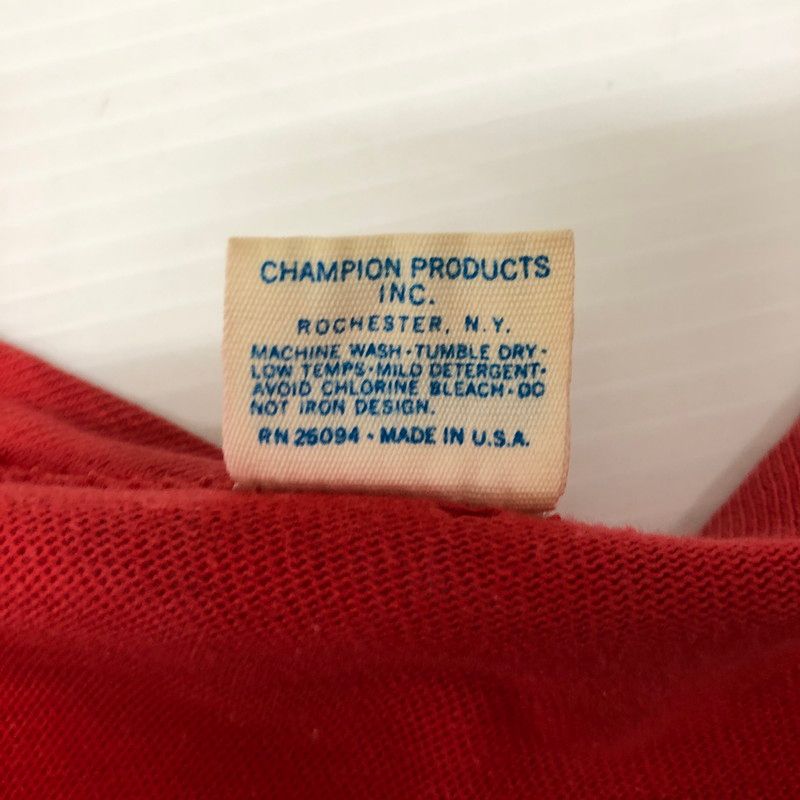 CHAMPION PRODUCTS
INC.
ROCHESTER, N.Y.
MACHINE WASH·TUMBLE DRY·
LOW TEMPS·MILD DETERGENT·
AVOID CHLORINE BLEACH·DO
NOT IRON DESIGN.
RN 26094 · MADE IN U.S.A.